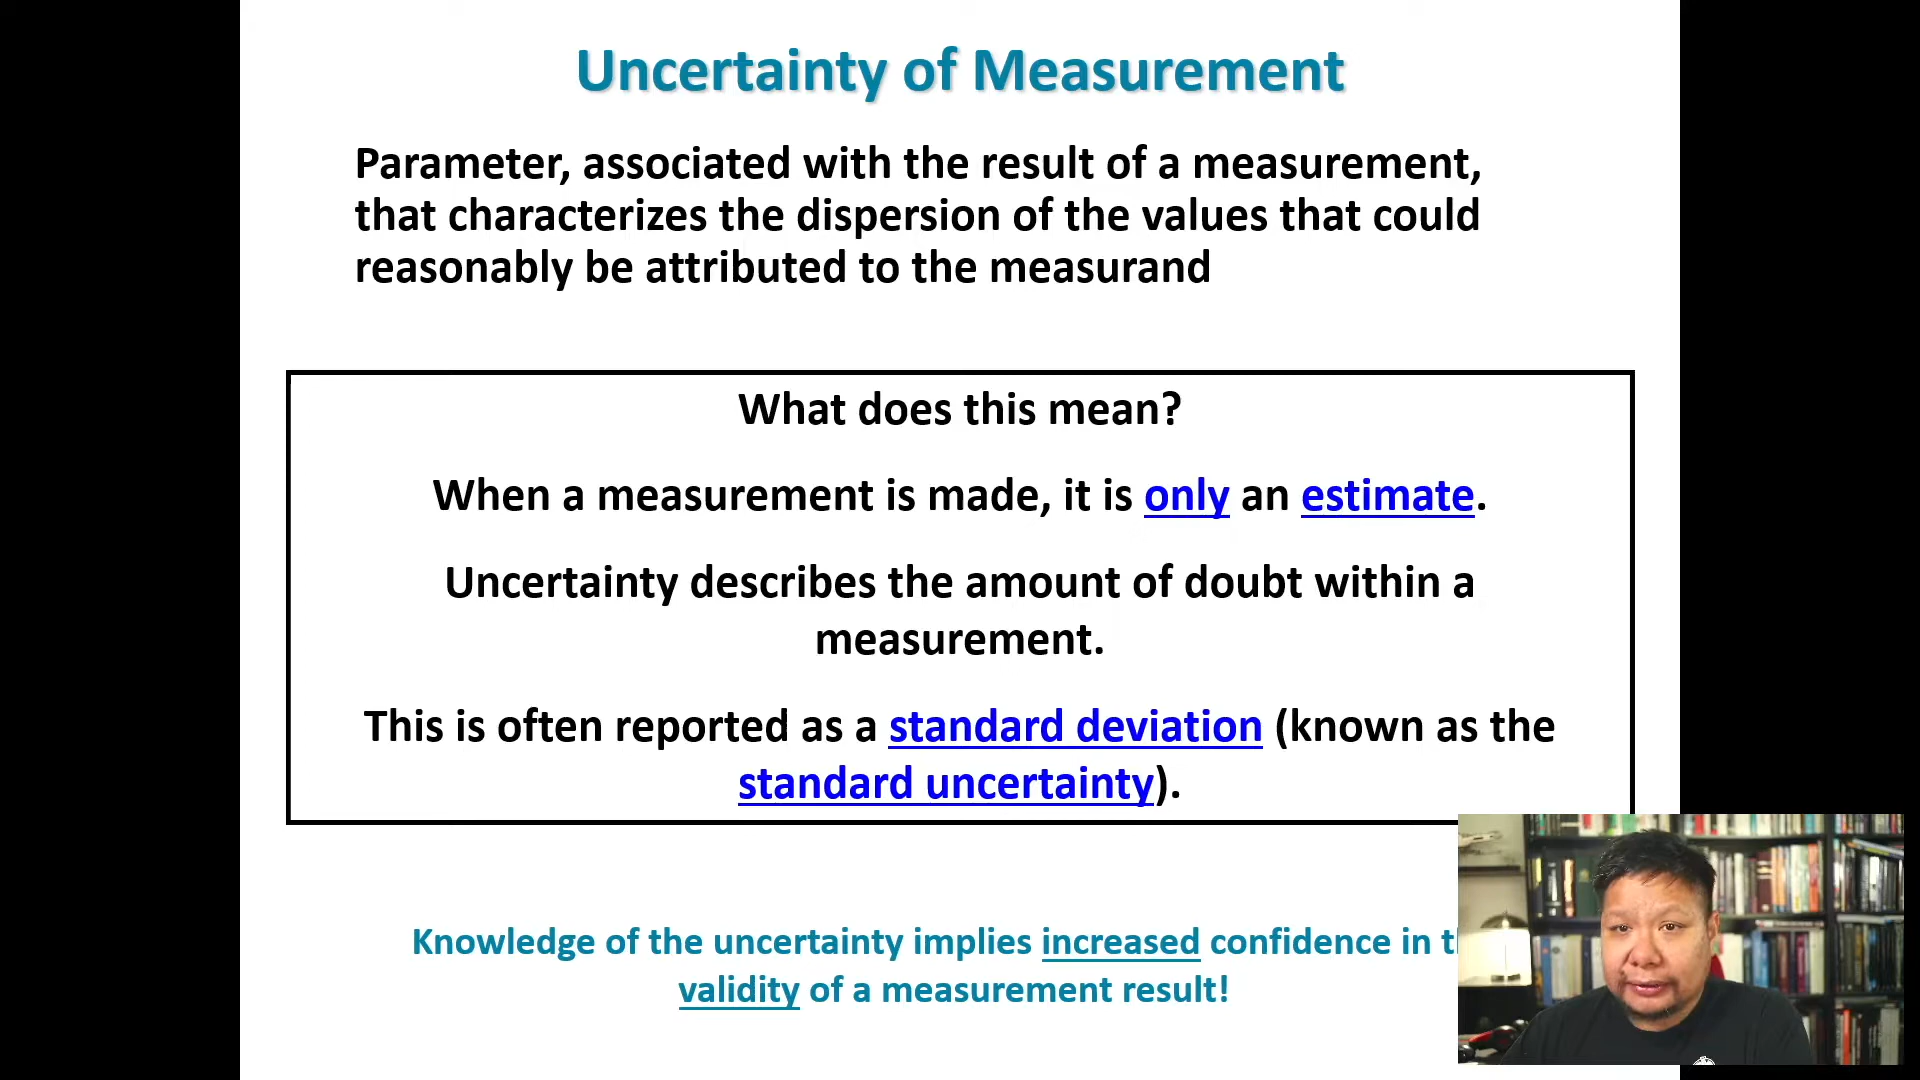 Uncertainty of Measurement
Parameter, associated with the result of a measurement,
that characterizes the dispersion of the values that could
reasonably be attributed to the measurand
What does this mean?
When a measurement is made, it is only an estimate.
Uncertainty describes the amount of doubt within a
measurement.
This is often reported as a standard deviation (known as the
standard uncertainty).
Knowledge of the uncertainty implies increased confidence in
validity of a measurement result!